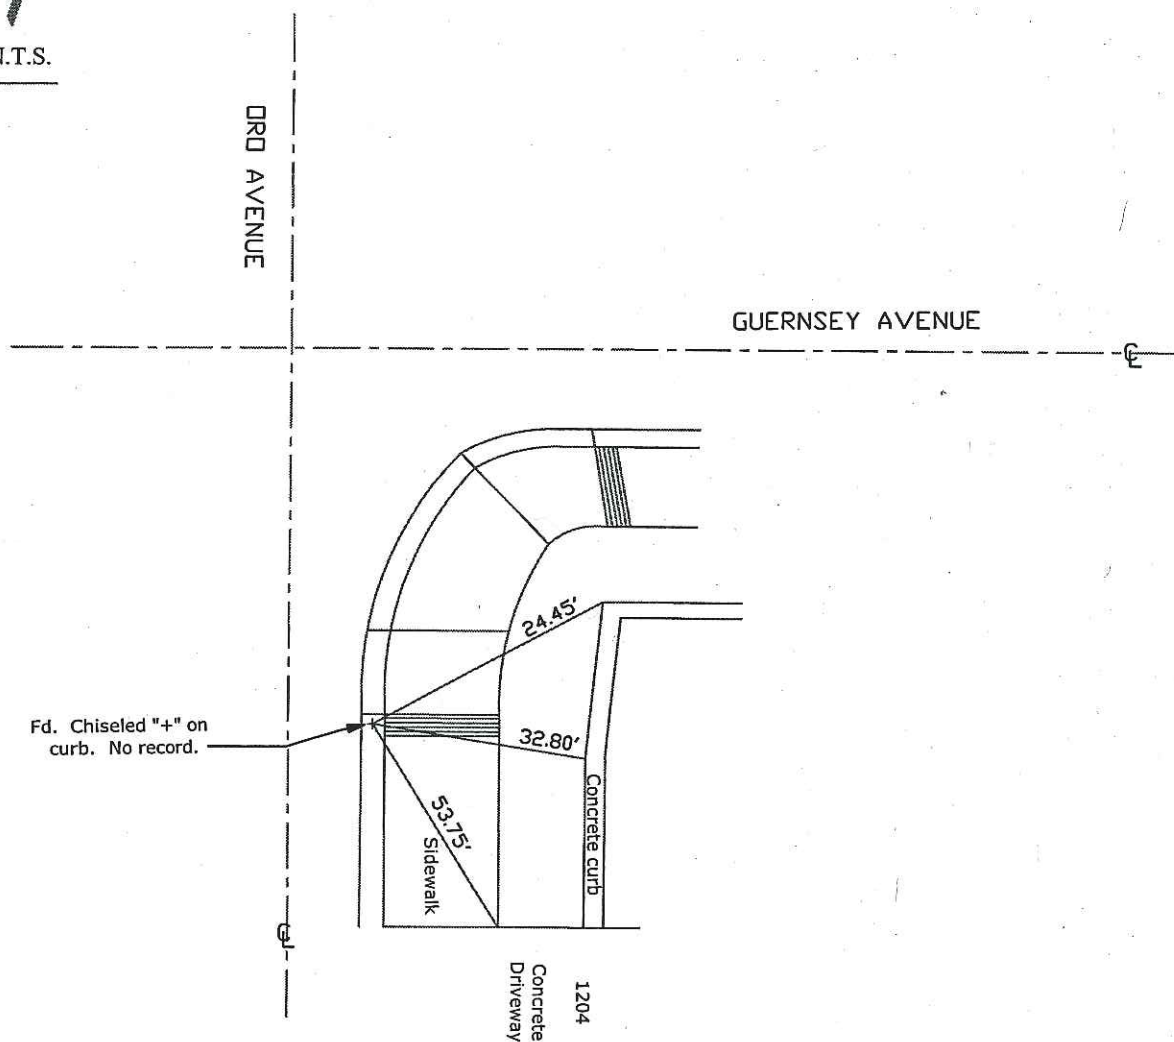 N.T.S.
ORO AVENUE
GUERNSEY AVENUE
℄
24.45'
Fd. Chiseled "+" on
curb. No record.
32.80'
53.75'
Sidewalk
Concrete curb
℄
1204
Concrete
Driveway